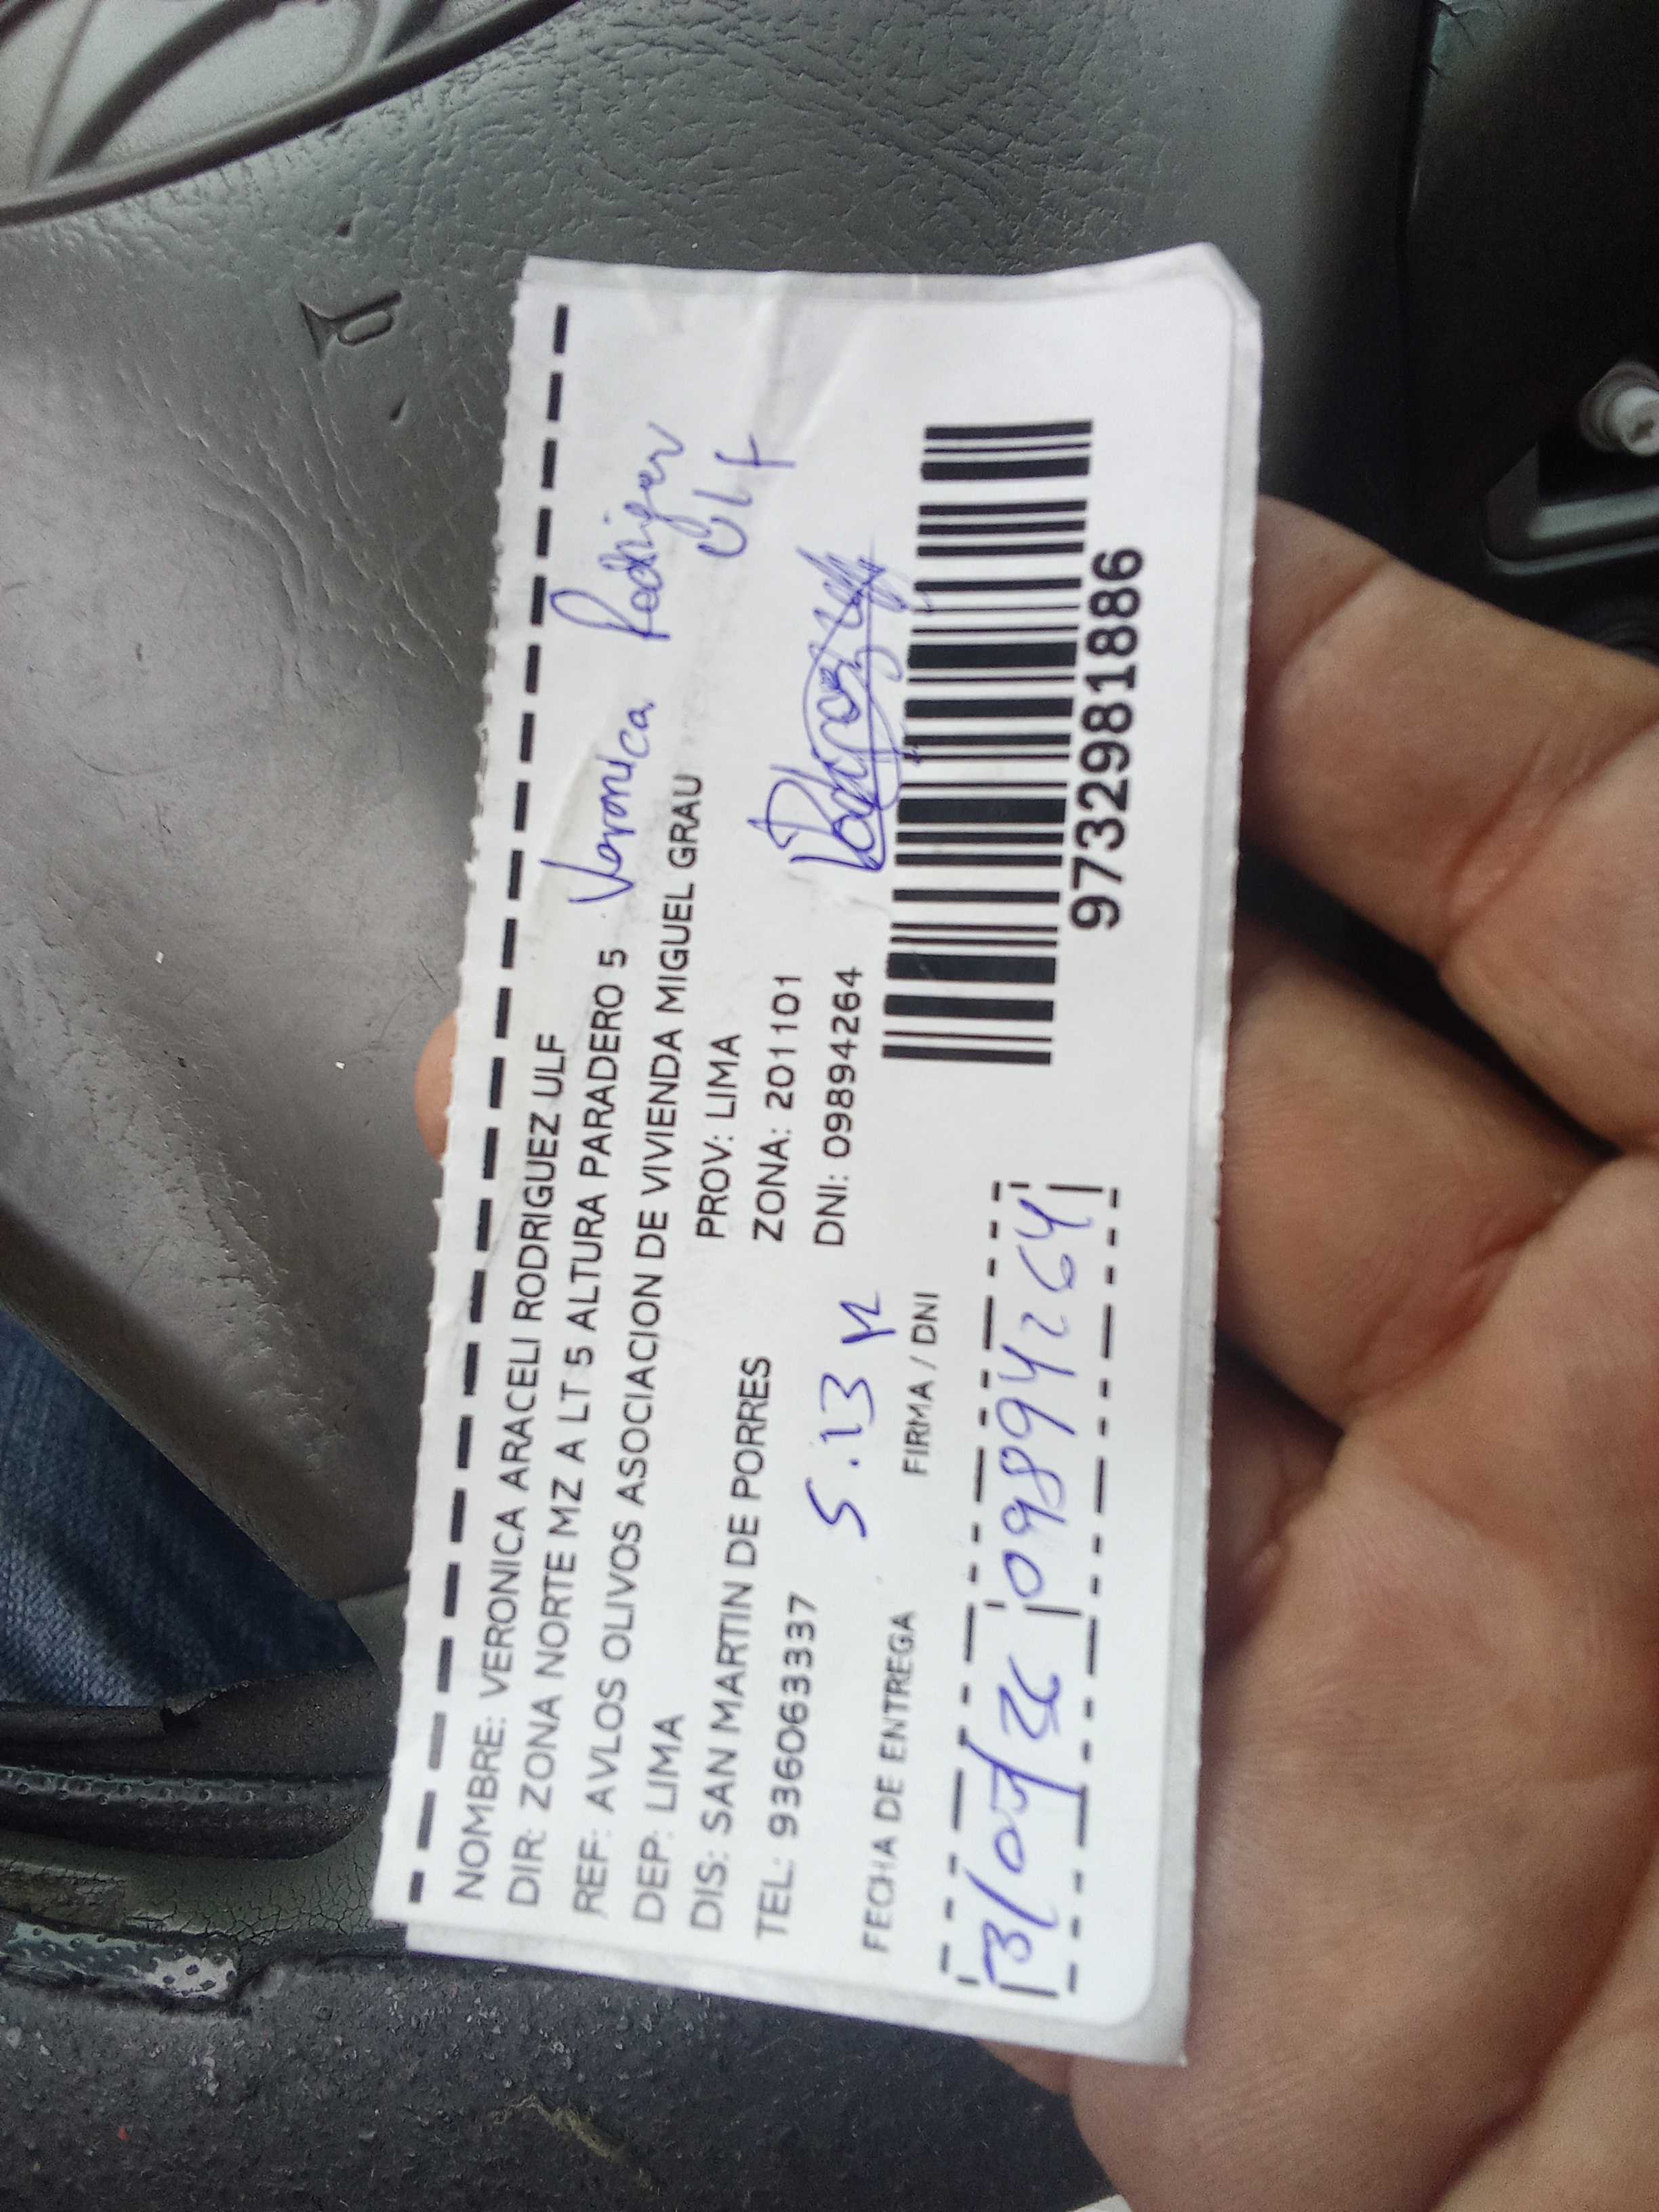 NOMBRE: VERONICA ARACELI RODRIGUEZ ULF
DIR: ZONA NORTE MZ A LT 5 ALTURA PARADERO 5
Veronica Rodriguez
Ulf
REF: AVLOS OLIVOS ASOCIACION DE VIVIENDA MIGUEL GRAU
DEP: LIMA PROV: LIMA
DIS: SAN MARTIN DE PORRES ZONA: 201101
TEL: 936063337 DNI: 09894264
5.13
FECHA DE ENTREGA FIRMA / DNI
09894264
9732981886